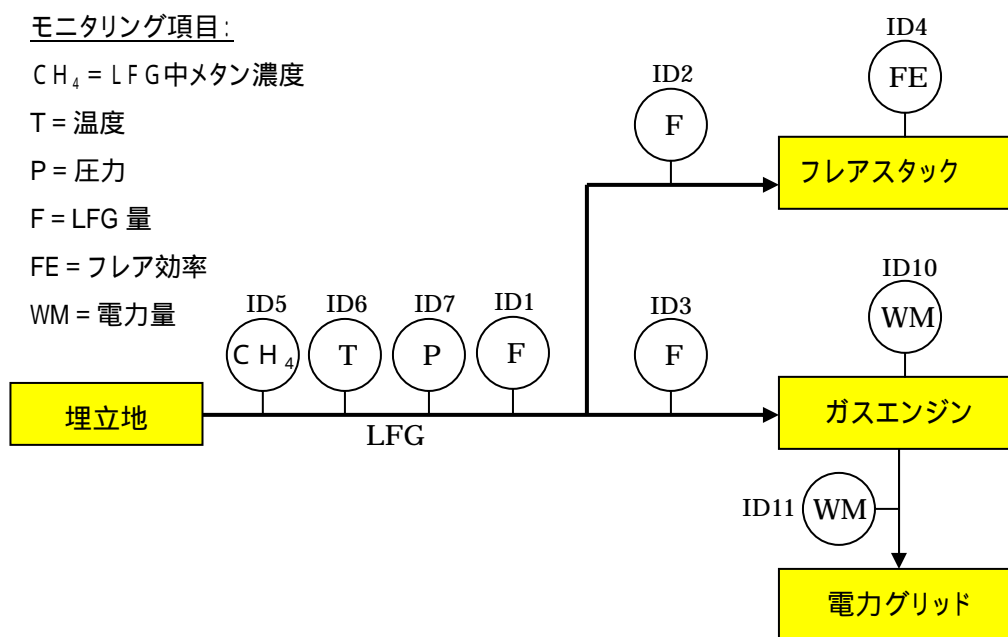 モニタリング項目:
CH₄ = LFG中メタン濃度
T = 温度
P = 圧力
F = LFG 量
FE = フレア効率
WM = 電力量
ID4
FE
ID2
F
フレアスタック
ID10
WM
ID5
ID6
ID7
ID1
ID3
CH₄
T
P
F
F
埋立地
LFG
ガスエンジン
ID11
WM
電力グリッド